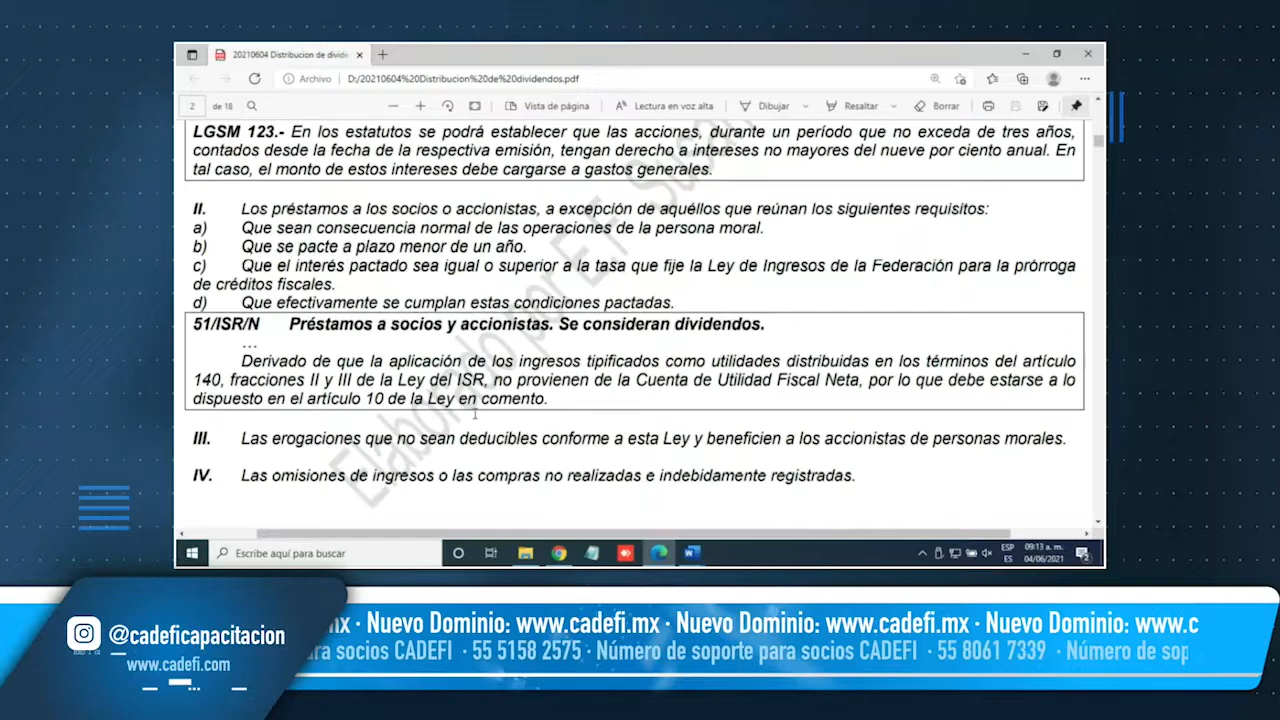 20210604 Distribucion de divide
Archivo
D:/20210604%20Distribucion%20de%20dividendos.pdf
2 de 18
Vista de página
Lectura en voz alta
Dibujar
Resaltar
Borrar
LGSM 123.- En los estatutos se podrá establecer que las acciones, durante un período que no exceda de tres años,
contados desde la fecha de la respectiva emisión, tengan derecho a intereses no mayores del nueve por ciento anual. En
tal caso, el monto de estos intereses debe cargarse a gastos generales.
II. Los préstamos a los socios o accionistas, a excepción de aquéllos que reúnan los siguientes requisitos:
a) Que sean consecuencia normal de las operaciones de la persona moral.
b) Que se pacte a plazo menor de un año.
c) Que el interés pactado sea igual o superior a la tasa que fije la Ley de Ingresos de la Federación para la prórroga
de créditos fiscales.
d) Que efectivamente se cumplan estas condiciones pactadas.
51/ISR/N Préstamos a socios y accionistas. Se consideran dividendos.
…
Derivado de que la aplicación de los ingresos tipificados como utilidades distribuidas en los términos del artículo
140, fracciones II y III de la Ley del ISR, no provienen de la Cuenta de Utilidad Fiscal Neta, por lo que debe estarse a lo
dispuesto en el artículo 10 de la Ley en comento.
III. Las erogaciones que no sean deducibles conforme a esta Ley y beneficien a los accionistas de personas morales.
IV. Las omisiones de ingresos o las compras no realizadas e indebidamente registradas.
Elaborado por EF
Escribe aquí para buscar
ESP
ES
09:13 a. m.
04/06/2021
2
@cadeficapacitacion
www.cadefi.com
mx · Nuevo Dominio: www.cadefi.mx · Nuevo Dominio: www.cadefi.mx · Nuevo Dominio: www.c
para socios CADEFI · 55 5158 2575 · Número de soporte para socios CADEFI · 55 8061 7339 · Número de sop